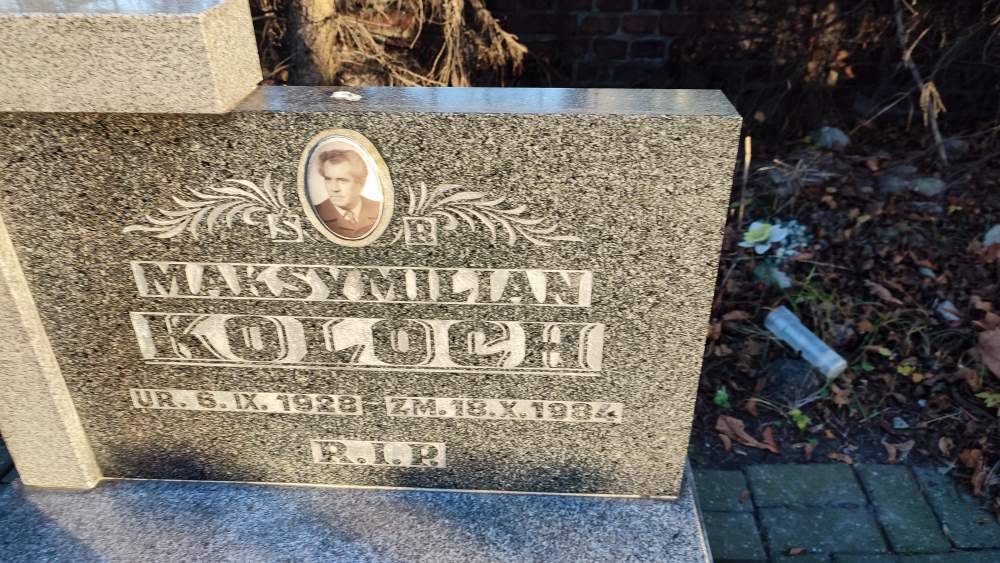 Ś P
MAKSYMILIAN
KOLOCH
UR. 6.IX.1928 - ZM.18.X.1984
R.I.P.